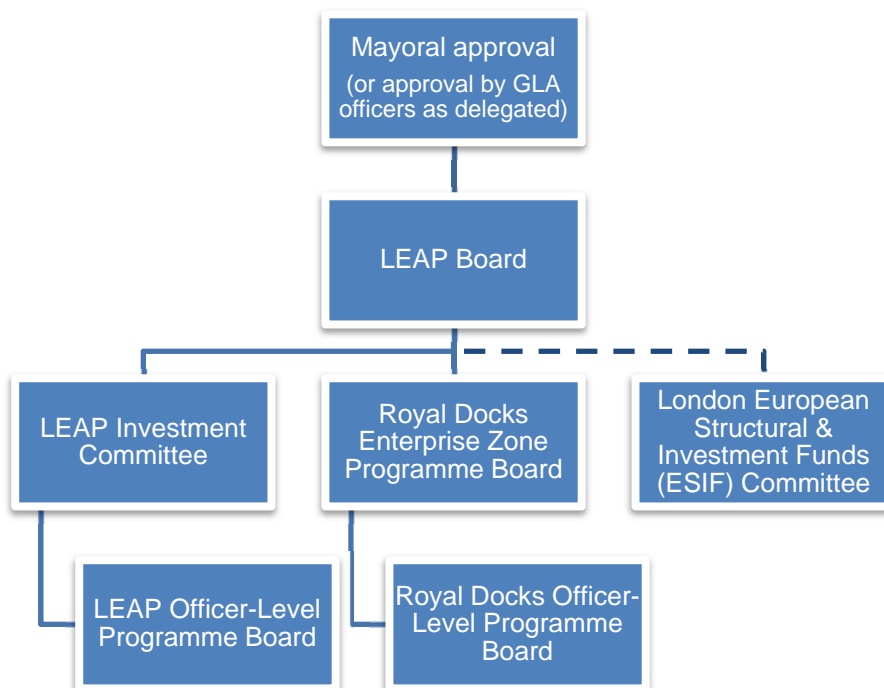 Mayoral approval
(or approval by GLA
officers as delegated)
LEAP Board
LEAP Investment
Committee
Royal Docks
Enterprise Zone
Programme Board
London European
Structural &
Investment Funds
(ESIF) Committee
LEAP Officer-Level
Programme Board
Royal Docks Officer-
Level Programme
Board